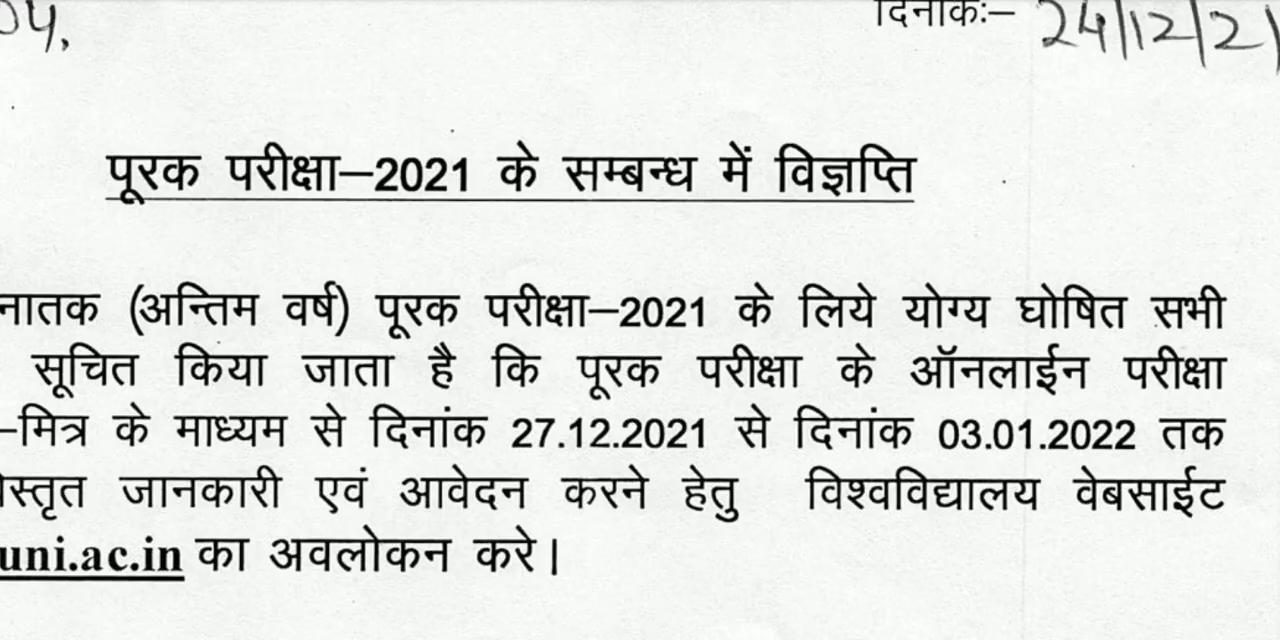 04,
दिनांक:– 24/12/21
पूरक परीक्षा–2021 के सम्बन्ध में विज्ञप्ति
नातक (अन्तिम वर्ष) पूरक परीक्षा–2021 के लिये योग्य घोषित सभी
सूचित किया जाता है कि पूरक परीक्षा के ऑनलाईन परीक्षा
–मित्र के माध्यम से दिनांक 27.12.2021 से दिनांक 03.01.2022 तक
स्तृत जानकारी एवं आवेदन करने हेतु विश्वविद्यालय वेबसाईट
uni.ac.in का अवलोकन करे।